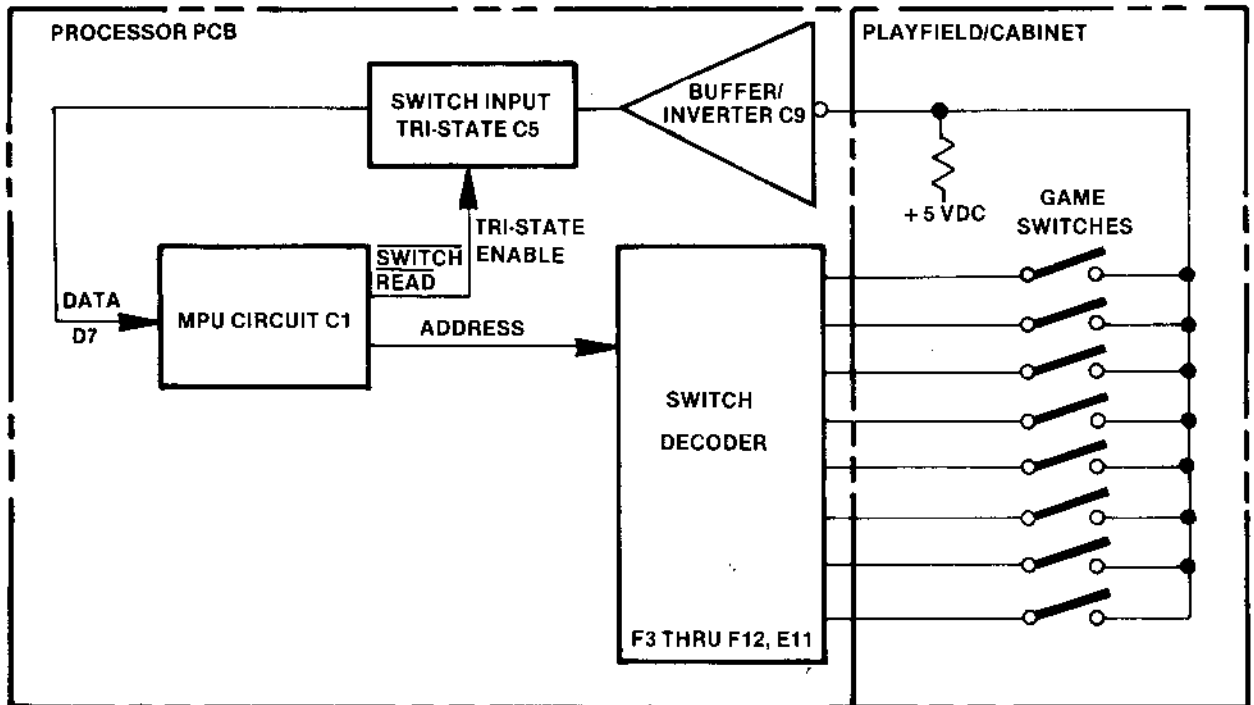 PROCESSOR PCB
PLAYFIELD/CABINET
SWITCH INPUT
TRI-STATE C5
BUFFER/
INVERTER C9
+5 VDC
GAME
SWITCHES
TRI-STATE
ENABLE
SWITCH
READ
DATA
D7
MPU CIRCUIT C1
ADDRESS
SWITCH
DECODER
F3 THRU F12, E11